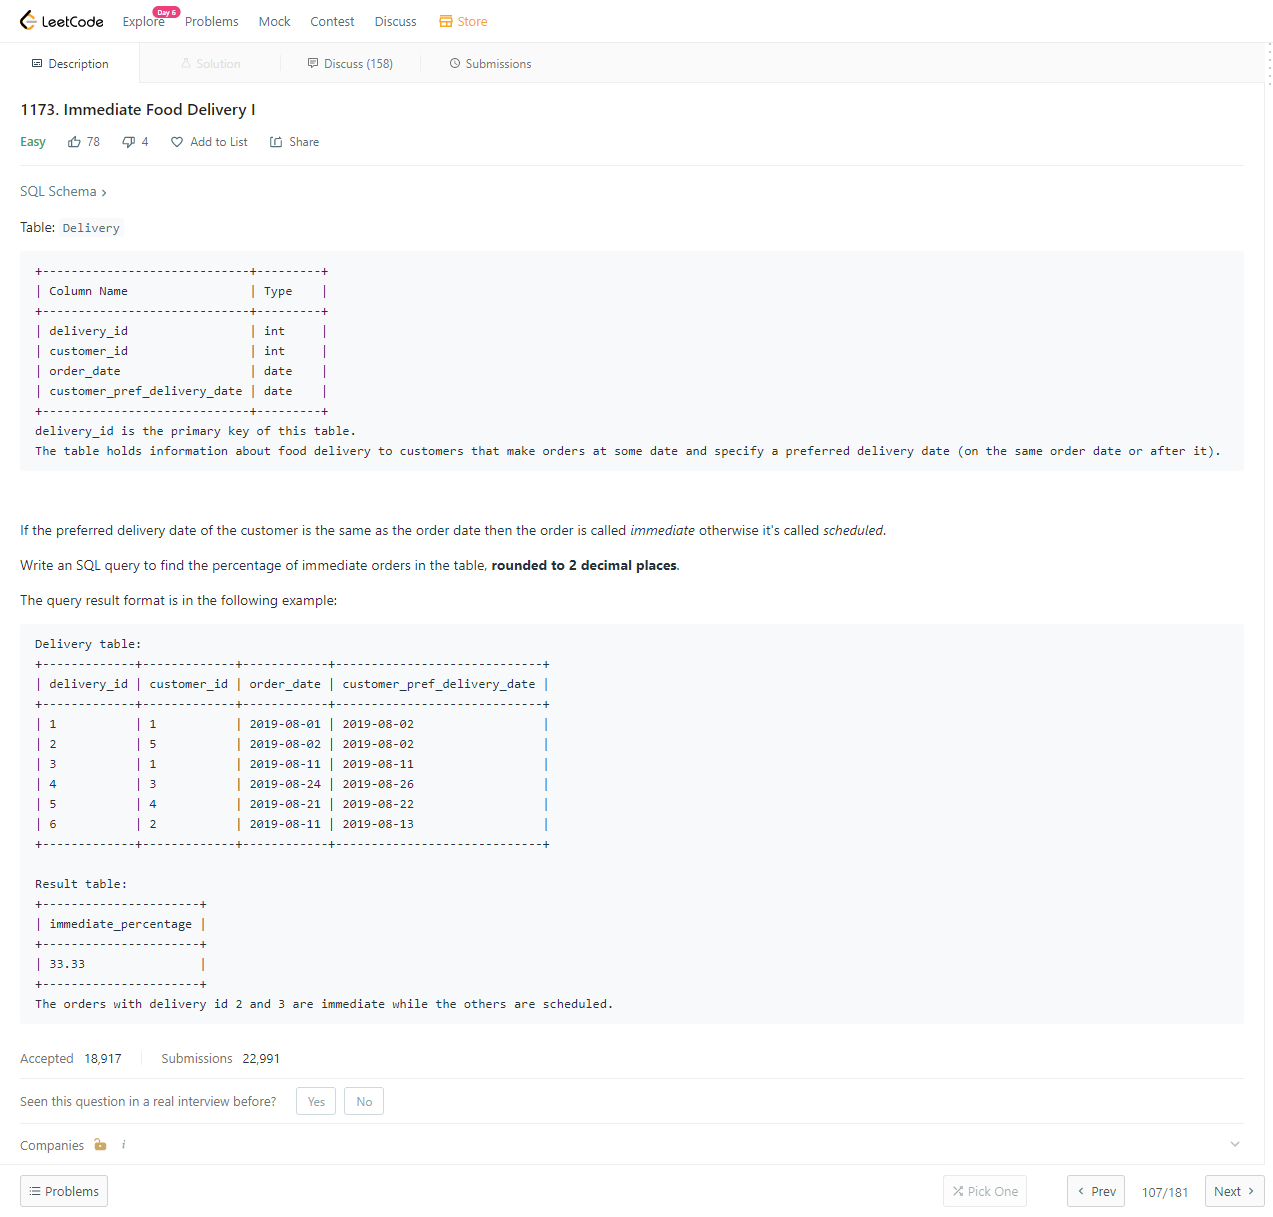 LeetCode Explore Day 6 Problems Mock Contest Discuss Store
Description Solution Discuss (158) Submissions
1173. Immediate Food Delivery I
Easy 78 4 Add to List Share
SQL Schema >
Table: Delivery
+-----------------------------+---------+
| Column Name                 | Type    |
+-----------------------------+---------+
| delivery_id                 | int     |
| customer_id                 | int     |
| order_date                  | date    |
| customer_pref_delivery_date | date    |
+-----------------------------+---------+
delivery_id is the primary key of this table.
The table holds information about food delivery to customers that make orders at some date and specify a preferred delivery date (on the same order date or after it).
If the preferred delivery date of the customer is the same as the order date then the order is called immediate otherwise it's called scheduled.
Write an SQL query to find the percentage of immediate orders in the table, rounded to 2 decimal places.
The query result format is in the following example:
Delivery table:
+-------------+-------------+------------+-----------------------------+
| delivery_id | customer_id | order_date | customer_pref_delivery_date |
+-------------+-------------+------------+-----------------------------+
| 1           | 1           | 2019-08-01 | 2019-08-02                  |
| 2           | 5           | 2019-08-02 | 2019-08-02                  |
| 3           | 1           | 2019-08-11 | 2019-08-11                  |
| 4           | 3           | 2019-08-24 | 2019-08-26                  |
| 5           | 4           | 2019-08-21 | 2019-08-22                  |
| 6           | 2           | 2019-08-11 | 2019-08-13                  |
+-------------+-------------+------------+-----------------------------+
Result table:
+----------------------+
| immediate_percentage |
+----------------------+
| 33.33                |
+----------------------+
The orders with delivery id 2 and 3 are immediate while the others are scheduled.
Accepted 18,917 Submissions 22,991
Seen this question in a real interview before? Yes No
Companies i
Problems Pick One < Prev 107/181 Next >